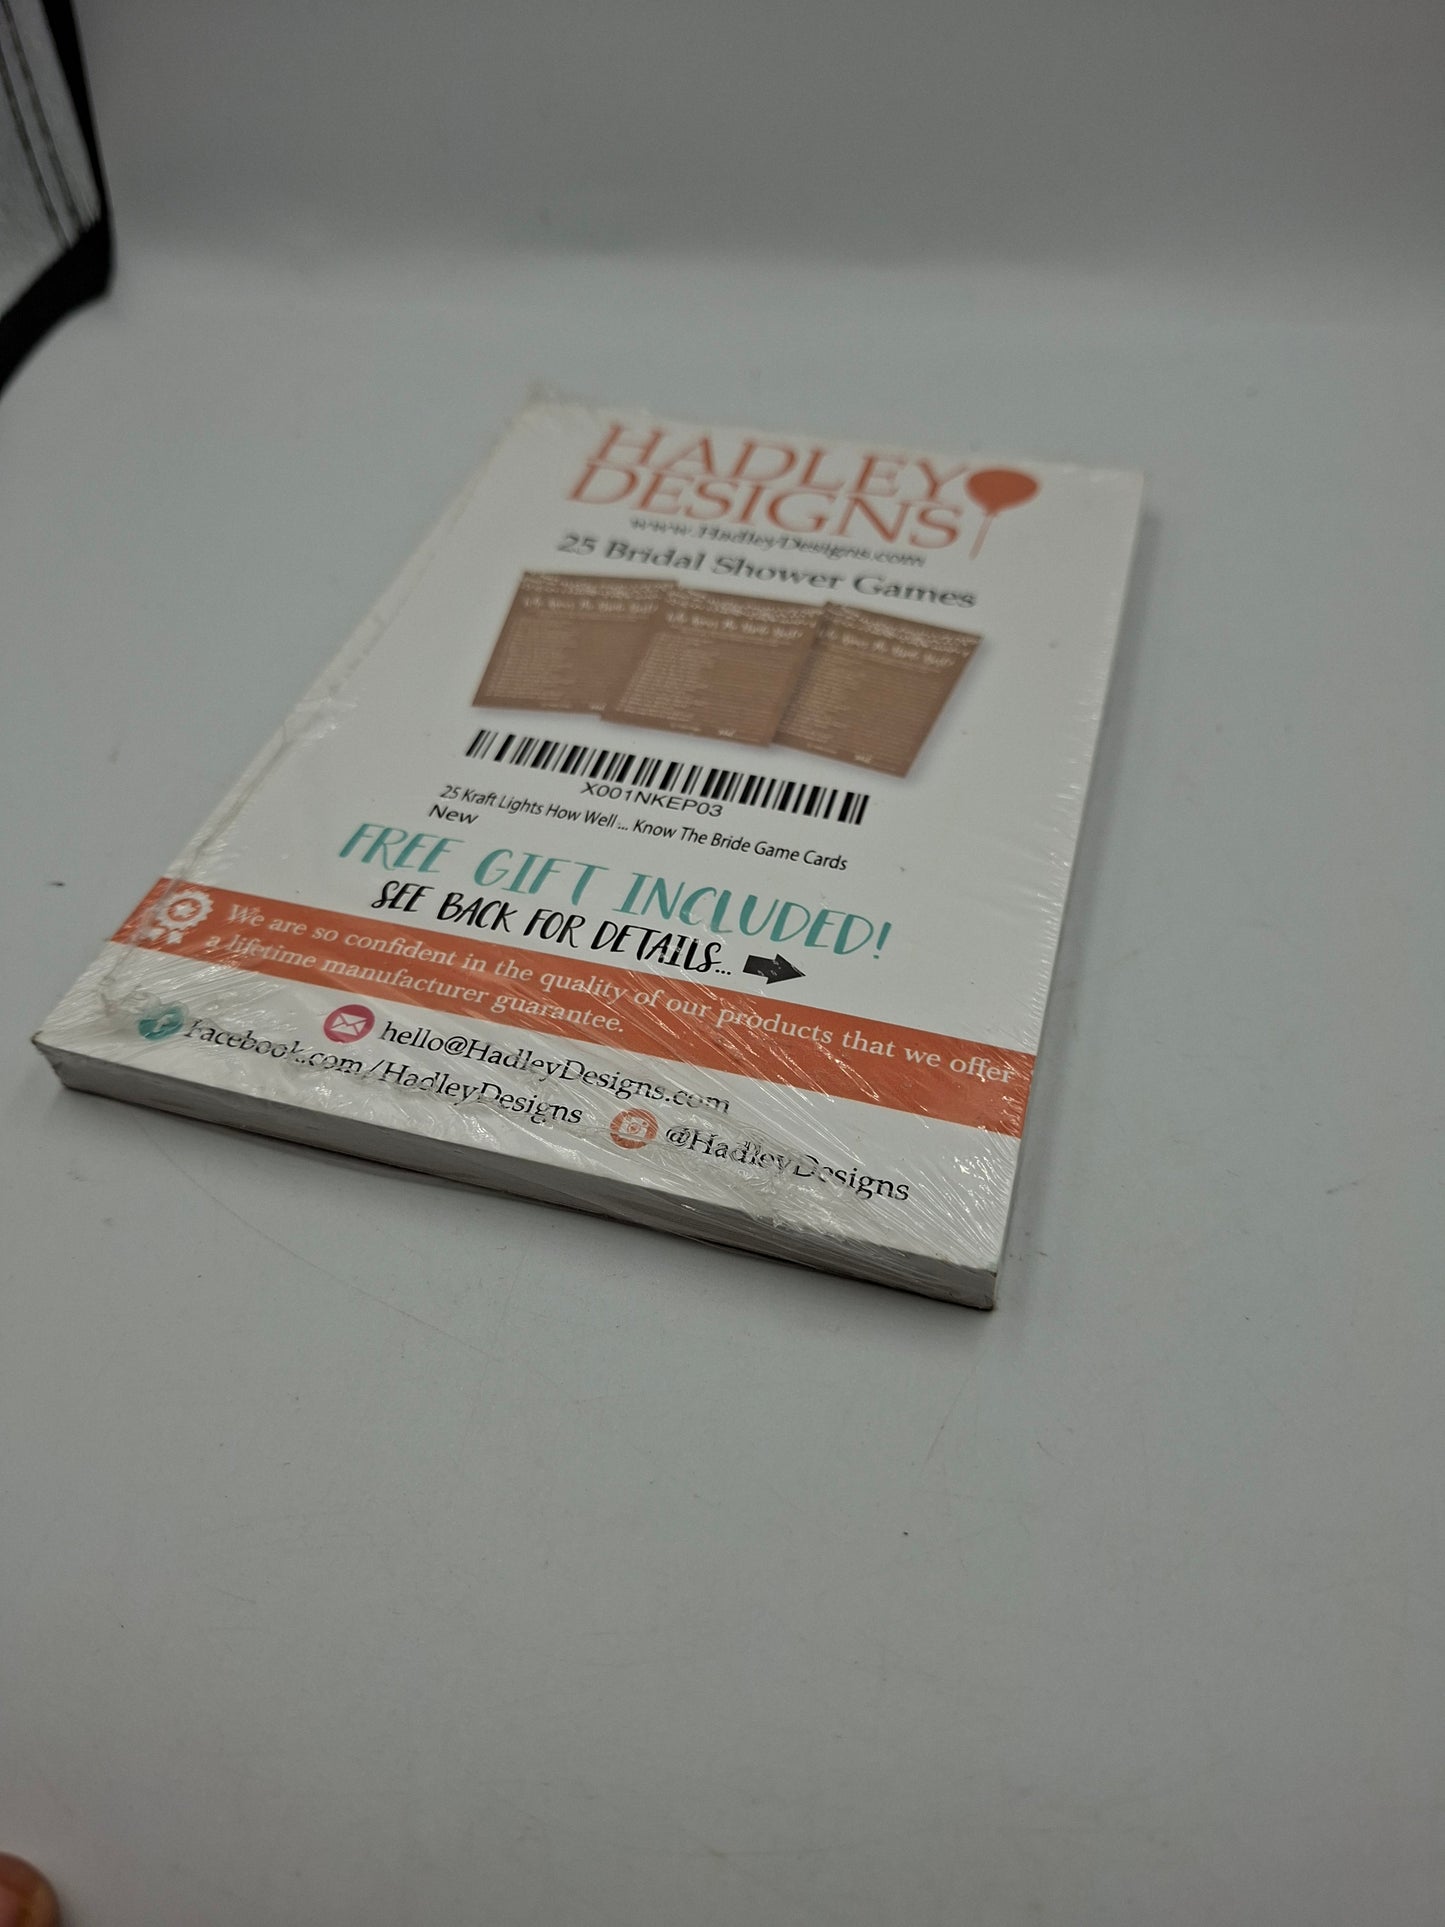 HADLEY
DESIGNS
www.HadleyDesigns.com
25 Bridal Shower Games
X001NKEP03
25 Kraft Lights How Well... Know The Bride Game Cards
New
FREE GIFT INCLUDED!
SEE BACK FOR DETAILS...
We are so confident in the quality of our products that we offer
a lifetime manufacturer guarantee.
hello@HadleyDesigns.com
Facebook.com/HadleyDesigns
@HadleyDesigns